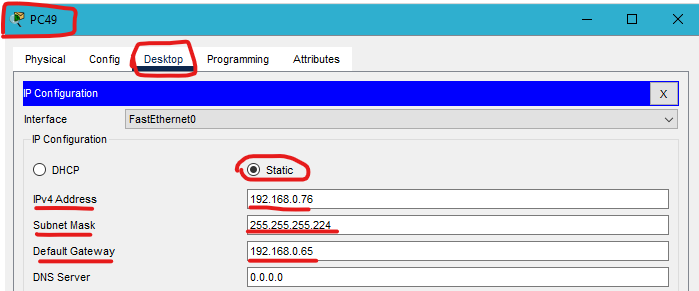 PC49
Physical Config Desktop Programming Attributes
IP Configuration X
Interface FastEthernet0
IP Configuration
DHCP Static
IPv4 Address 192.168.0.76
Subnet Mask 255.255.255.224
Default Gateway 192.168.0.65
DNS Server 0.0.0.0